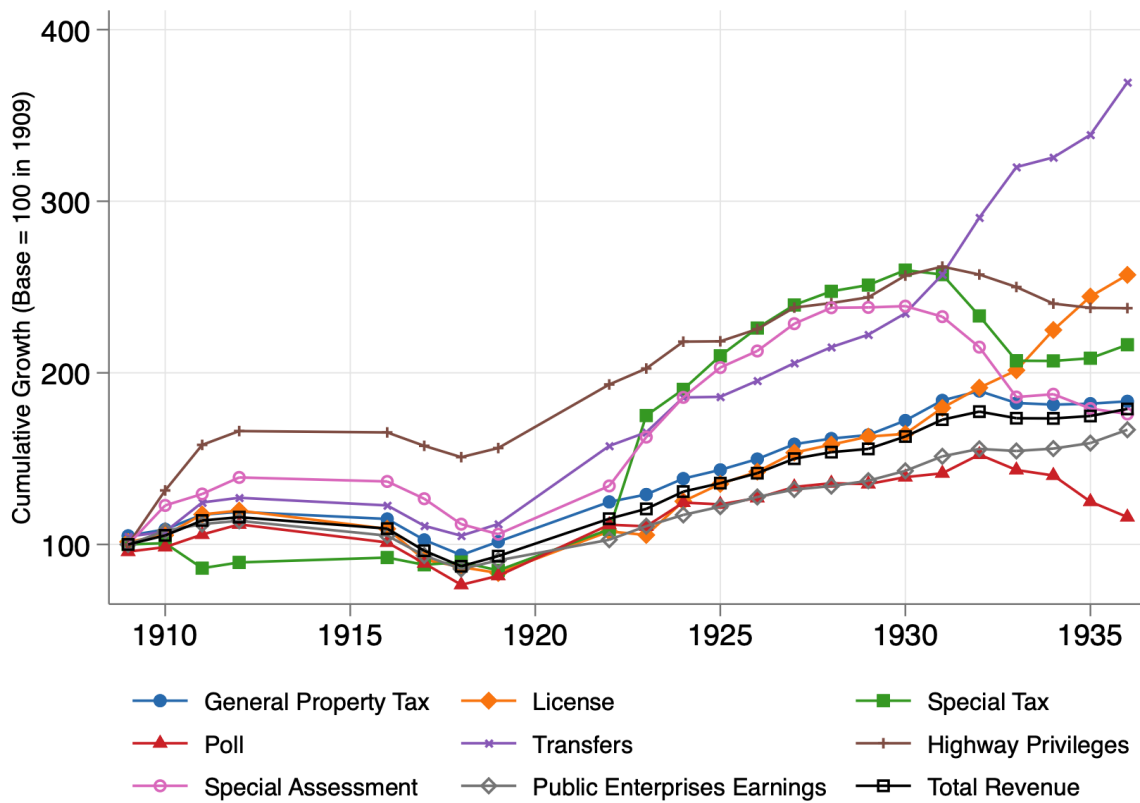 400
300
200
100
Cumulative Growth (Base = 100 in 1909)
1910 1915 1920 1925 1930 1935
General Property Tax License Special Tax
Poll Transfers Highway Privileges
Special Assessment Public Enterprises Earnings Total Revenue